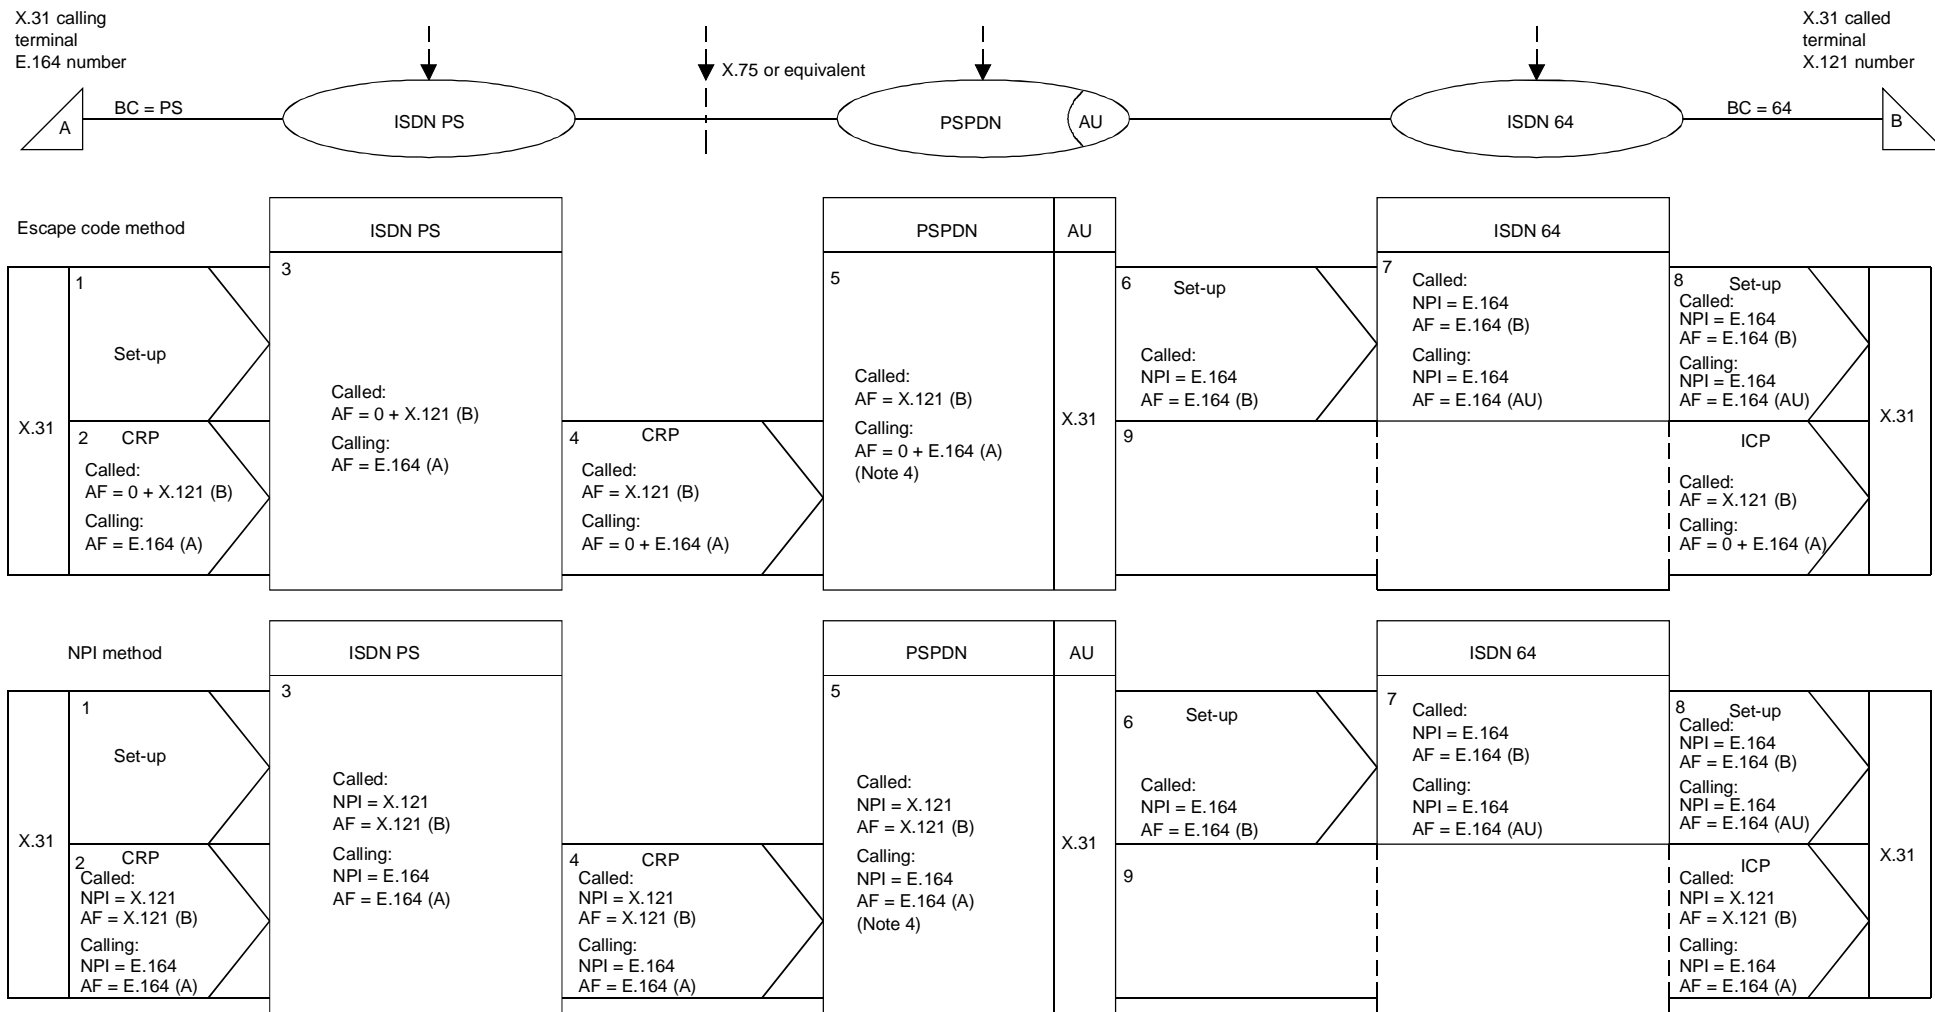 X.31 calling
terminal
E.164 number
X.75 or equivalent
X.31 called
terminal
X.121 number
A
BC = PS
ISDN PS
PSPDN
AU
ISDN 64
BC = 64
B
Escape code method
ISDN PS
PSPDN
AU
ISDN 64
X.31
1
Set-up
2
CRP
Called:
AF = 0 + X.121 (B)
Calling:
AF = E.164 (A)
3
Called:
AF = 0 + X.121 (B)
Calling:
AF = E.164 (A)
4
CRP
Called:
AF = X.121 (B)
Calling:
AF = 0 + E.164 (A)
5
Called:
AF = X.121 (B)
Calling:
AF = 0 + E.164 (A)
(Note 4)
X.31
6
Set-up
Called:
NPI = E.164
AF = E.164 (B)
7
Called:
NPI = E.164
AF = E.164 (B)
Calling:
NPI = E.164
AF = E.164 (AU)
8
Set-up
Called:
NPI = E.164
AF = E.164 (B)
Calling:
NPI = E.164
AF = E.164 (AU)
9
ICP
Called:
AF = X.121 (B)
Calling:
AF = 0 + E.164 (A)
X.31
NPI method
ISDN PS
PSPDN
AU
ISDN 64
X.31
1
Set-up
2
CRP
Called:
NPI = X.121
AF = X.121 (B)
Calling:
NPI = E.164
AF = E.164 (A)
3
Called:
NPI = X.121
AF = X.121 (B)
Calling:
NPI = E.164
AF = E.164 (A)
4
CRP
Called:
NPI = X.121
AF = X.121 (B)
Calling:
NPI = E.164
AF = E.164 (A)
5
Called:
NPI = X.121
AF = X.121 (B)
Calling:
NPI = E.164
AF = E.164 (A)
(Note 4)
X.31
6
Set-up
Called:
NPI = E.164
AF = E.164 (B)
7
Called:
NPI = E.164
AF = E.164 (B)
Calling:
NPI = E.164
AF = E.164 (AU)
8
Set-up
Called:
NPI = E.164
AF = E.164 (B)
Calling:
NPI = E.164
AF = E.164 (AU)
9
ICP
Called:
NPI = X.121
AF = X.121 (B)
Calling:
NPI = E.164
AF = E.164 (A)
X.31